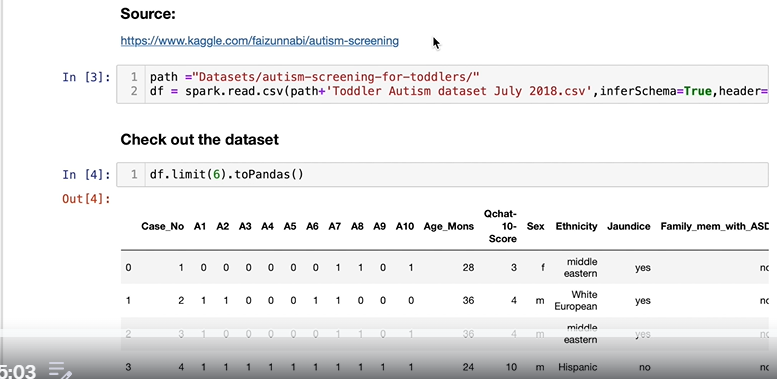 Source:
https://www.kaggle.com/faizunnabi/autism-screening
In [3]:
1 path ="Datasets/autism-screening-for-toddlers/"
2 df = spark.read.csv(path+'Toddler Autism dataset July 2018.csv',inferSchema=True,header=
Check out the dataset
In [4]:
1 df.limit(6).toPandas()
Out[4]:
Case_No A1 A2 A3 A4 A5 A6 A7 A8 A9 A10 Age_Mons Qchat-10-Score Sex Ethnicity Jaundice Family_mem_with_ASD
0 1 0 0 0 0 0 0 1 1 0 1 28 3 f middle eastern yes no
1 2 1 1 0 0 0 1 1 0 0 0 36 4 m White European yes no
2 3 1 0 0 0 0 0 1 1 0 1 36 4 m middle eastern yes no
3 4 1 1 1 1 1 1 1 1 1 1 24 10 m Hispanic no no
5:03